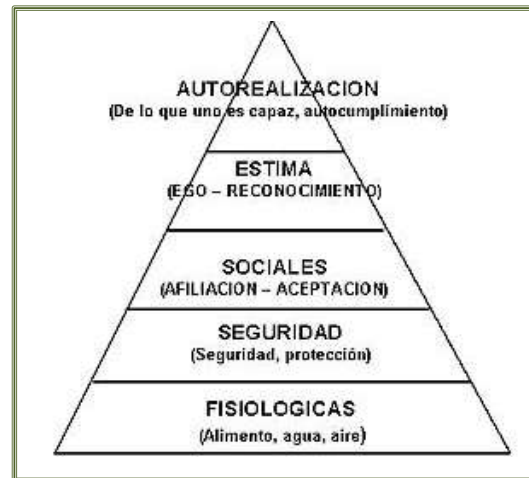 AUTOREALIZACION
(De lo que uno es capaz, autocumplimiento)
ESTIMA
(EGO – RECONOCIMIENTO)
SOCIALES
(AFILIACION – ACEPTACION)
SEGURIDAD
(Seguridad, protección)
FISIOLOGICAS
(Alimento, agua, aire)